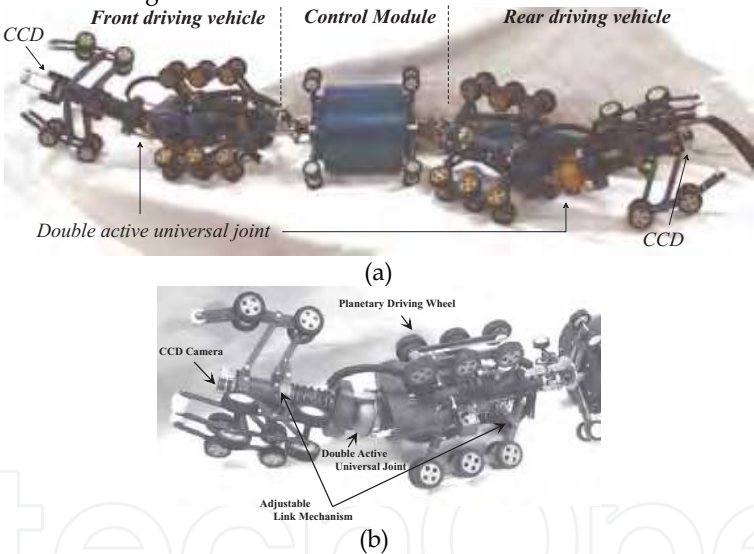 Front driving vehicle Control Module Rear driving vehicle
CCD
Double active universal joint
CCD
(a)
Planetary Driving Wheel
CCD Camera
Double Active
Universal Joint
Adjustable
Link Mechanism
(b)